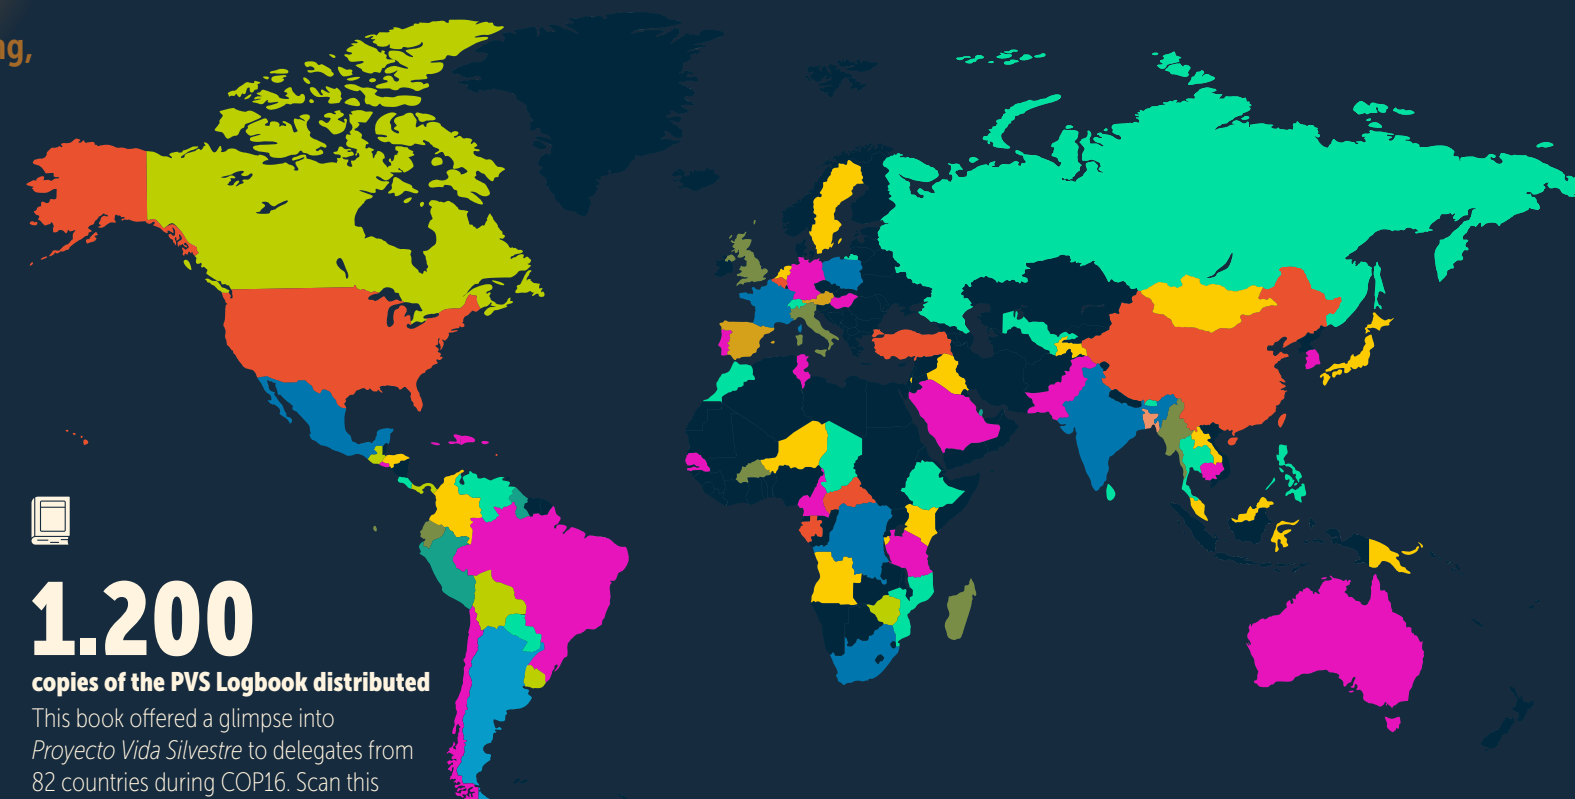 ng,
1.200
copies of the PVS Logbook distributed
This book offered a glimpse into
Proyecto Vida Silvestre to delegates from
82 countries during COP16. Scan this